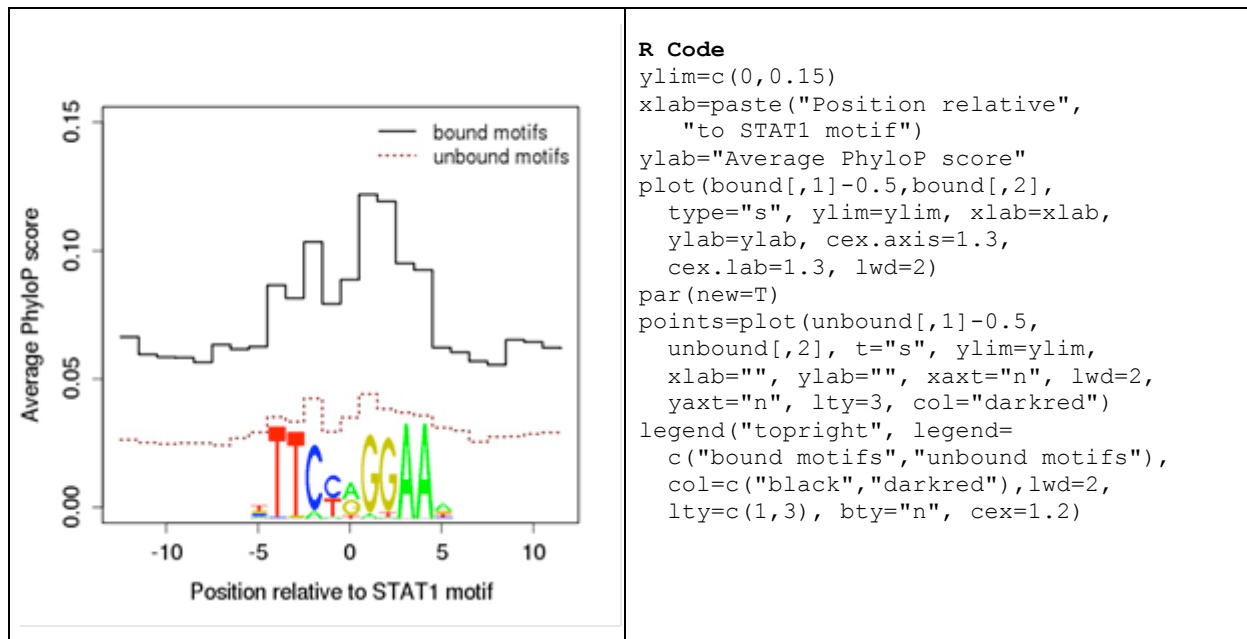 0.15
0.10
0.05
0.00
Average PhyloP score
bound motifs
unbound motifs
TTCCAGGAA
T
-10
-5
0
5
10
Position relative to STAT1 motif
R Code
ylim=c(0,0.15)
xlab=paste("Position relative",
"to STAT1 motif")
ylab="Average PhyloP score"
plot(bound[,1]-0.5,bound[,2],
type="s", ylim=ylim, xlab=xlab,
ylab=ylab, cex.axis=1.3,
cex.lab=1.3, lwd=2)
par(new=T)
points=plot(unbound[,1]-0.5,
unbound[,2], t="s", ylim=ylim,
xlab="", ylab="", xaxt="n", lwd=2,
yaxt="n", lty=3, col="darkred")
legend("topright", legend=
c("bound motifs","unbound motifs"),
col=c("black","darkred"),lwd=2,
lty=c(1,3), bty="n", cex=1.2)